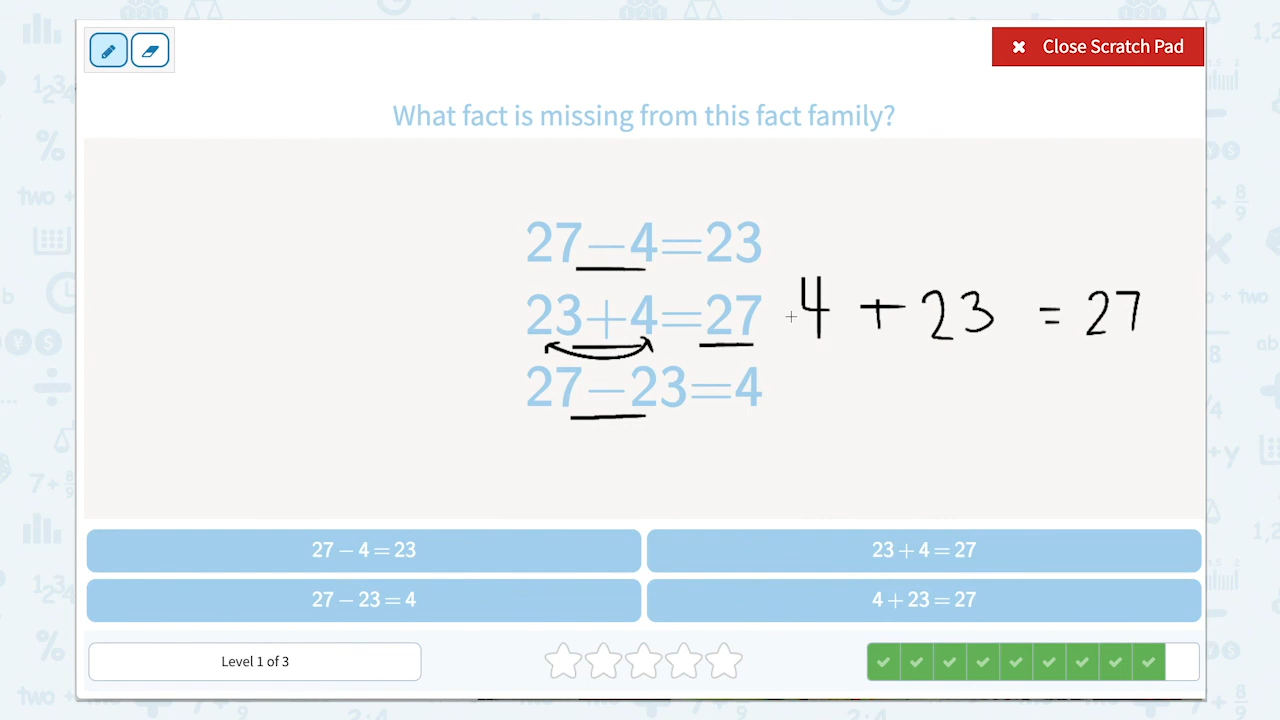 Close Scratch Pad
What fact is missing from this fact family?
27−4=23
23+4=27
4 + 23 = 27
27−23=4
27 − 4 = 23
23 + 4 = 27
27 − 23 = 4
4 + 23 = 27
Level 1 of 3